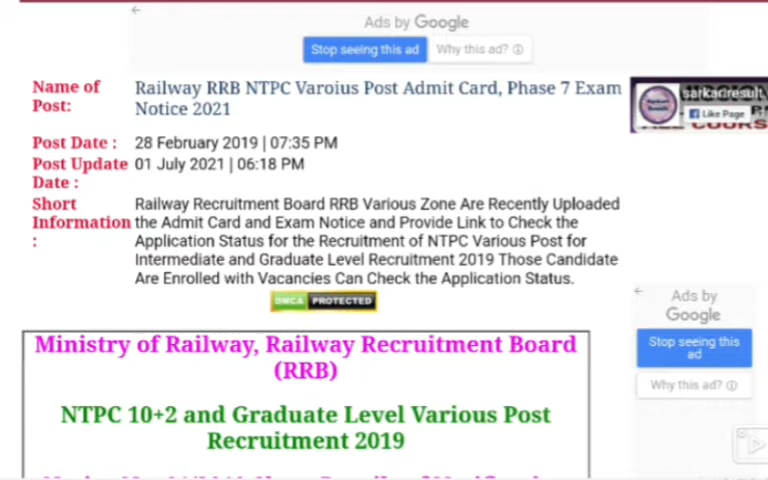 Ads by Google
Stop seeing this ad
Why this ad?
Name of Post:
Railway RRB NTPC Varoius Post Admit Card, Phase 7 Exam
Notice 2021
sarkariresult
Like Page
COURS
Post Date :
28 February 2019 | 07:35 PM
Post Update Date :
01 July 2021 | 06:18 PM
Short Information :
Railway Recruitment Board RRB Various Zone Are Recently Uploaded
the Admit Card and Exam Notice and Provide Link to Check the
Application Status for the Recruitment of NTPC Various Post for
Intermediate and Graduate Level Recruitment 2019 Those Candidate
Are Enrolled with Vacancies Can Check the Application Status.
DMCA PROTECTED
Ads by
Google
Stop seeing this
ad
Why this ad?
Ministry of Railway, Railway Recruitment Board
(RRB)
NTPC 10+2 and Graduate Level Various Post
Recruitment 2019